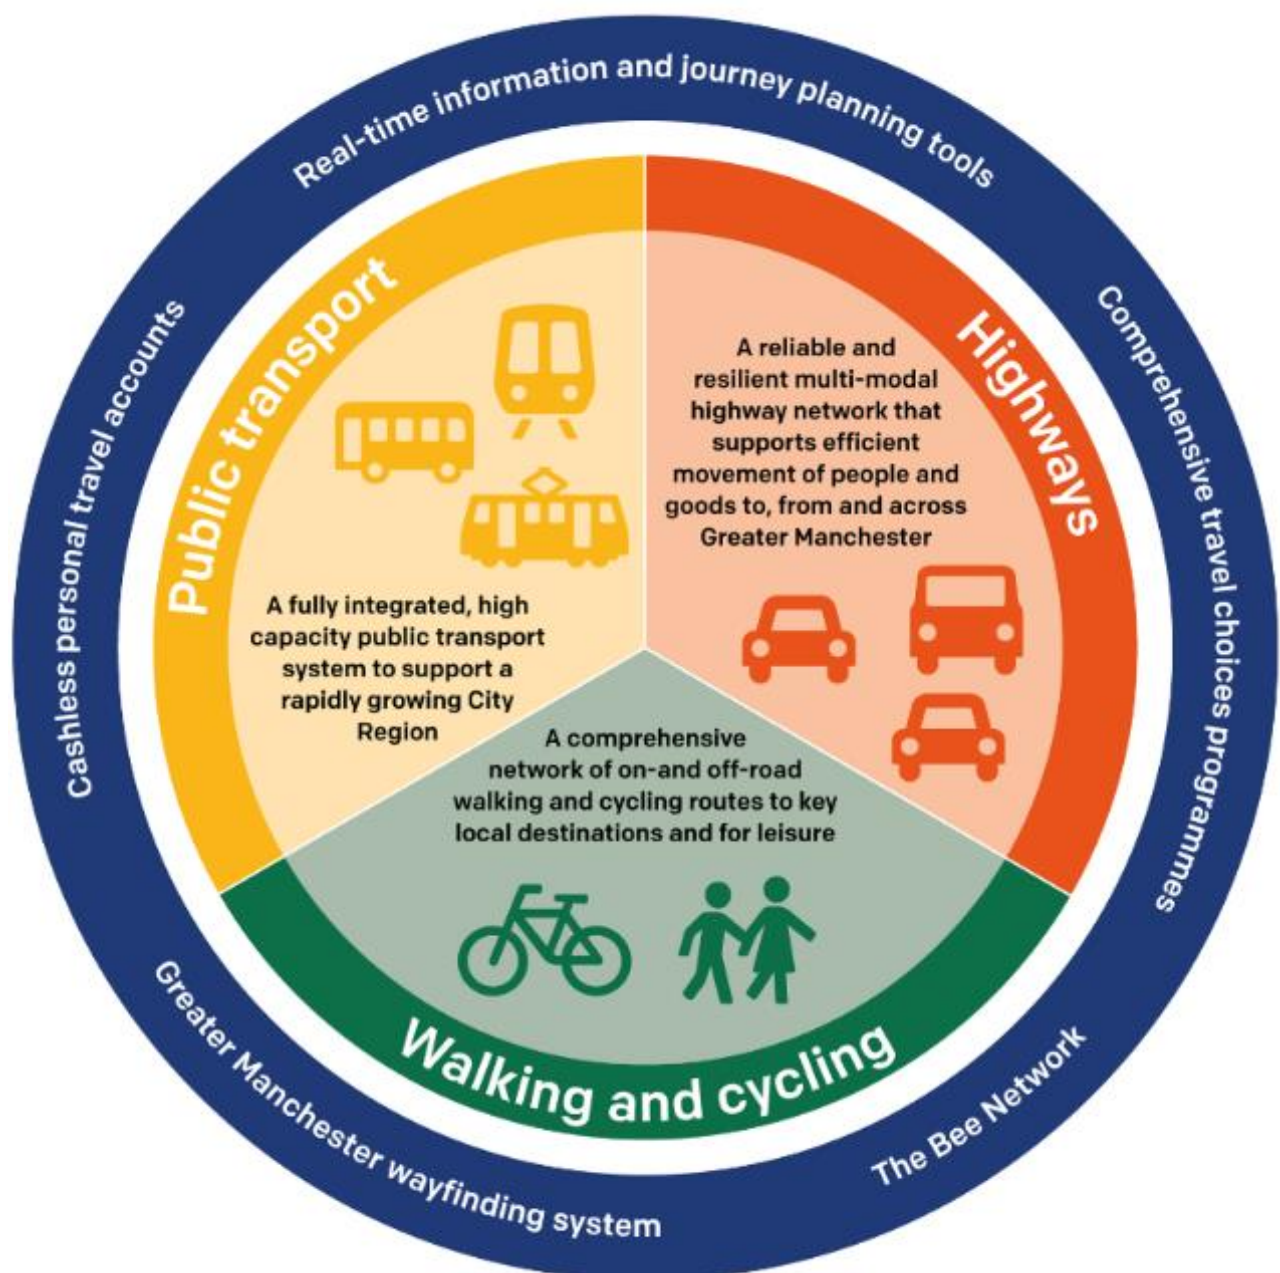 Real-time information and journey planning tools
Comprehensive travel choices programmes
The Bee Network
Greater Manchester wayfinding system
Cashless personal travel accounts
Public transport
A fully integrated, high
capacity public transport
system to support a
rapidly growing City
Region
Highways
A reliable and
resilient multi-modal
highway network that
supports efficient
movement of people and
goods to, from and across
Greater Manchester
A comprehensive
network of on-and off-road
walking and cycling routes to key
local destinations and for leisure
Walking and cycling